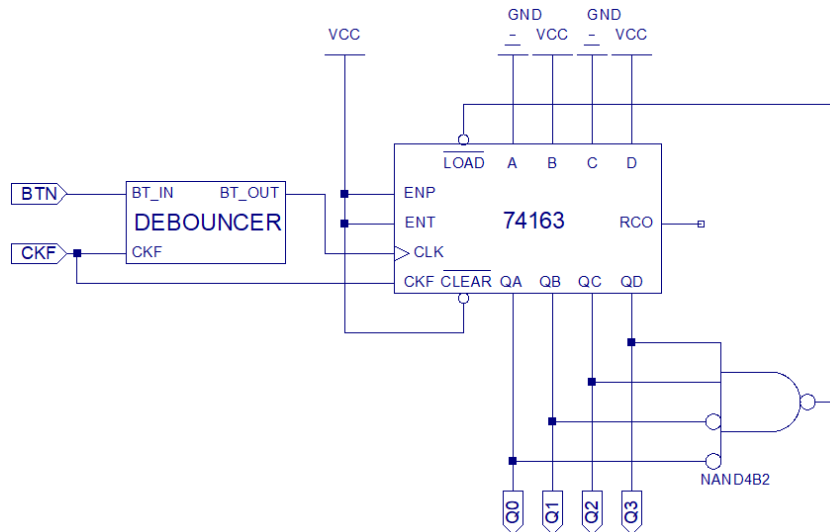 GND GND
VCC VCC VCC
LOAD A B C D
BTN BT_IN BT_OUT ENP
DEBOUNCER ENT 74163 RCO
CKF CKF CLK
CKF CLEAR QA QB QC QD
NAND4B2
Q0 Q1 Q2 Q3